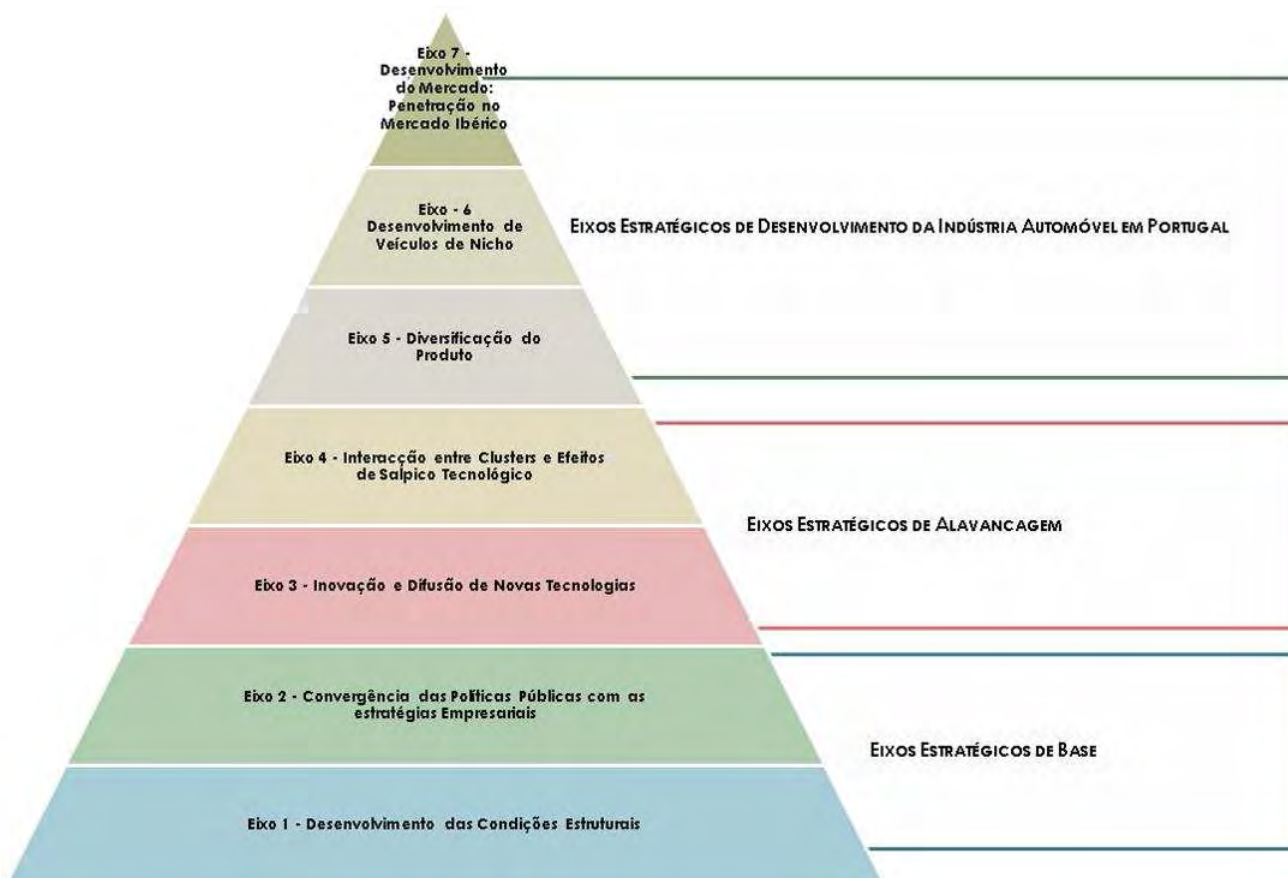 Eixo 7 -
Desenvolvimento
do Mercado:
Penetração no
Mercado Ibérico
Eixo - 6
Desenvolvimento de
Veículos de Nicho
EIXOS ESTRATÉGICOS DE DESENVOLVIMENTO DA INDÚSTRIA AUTOMÓVEL EM PORTUGAL
Eixo 5 - Diversificação do
Produto
Eixo 4 - Interacção entre Clusters e Efeitos
de Salpico Tecnológico
EIXOS ESTRATÉGICOS DE ALAVANCAGEM
Eixo 3 - Inovação e Difusão de Novas Tecnologias
Eixo 2 - Convergência das Políticas Públicas com as
estratégias Empresariais
EIXOS ESTRATÉGICOS DE BASE
Eixo 1 - Desenvolvimento das Condições Estruturais